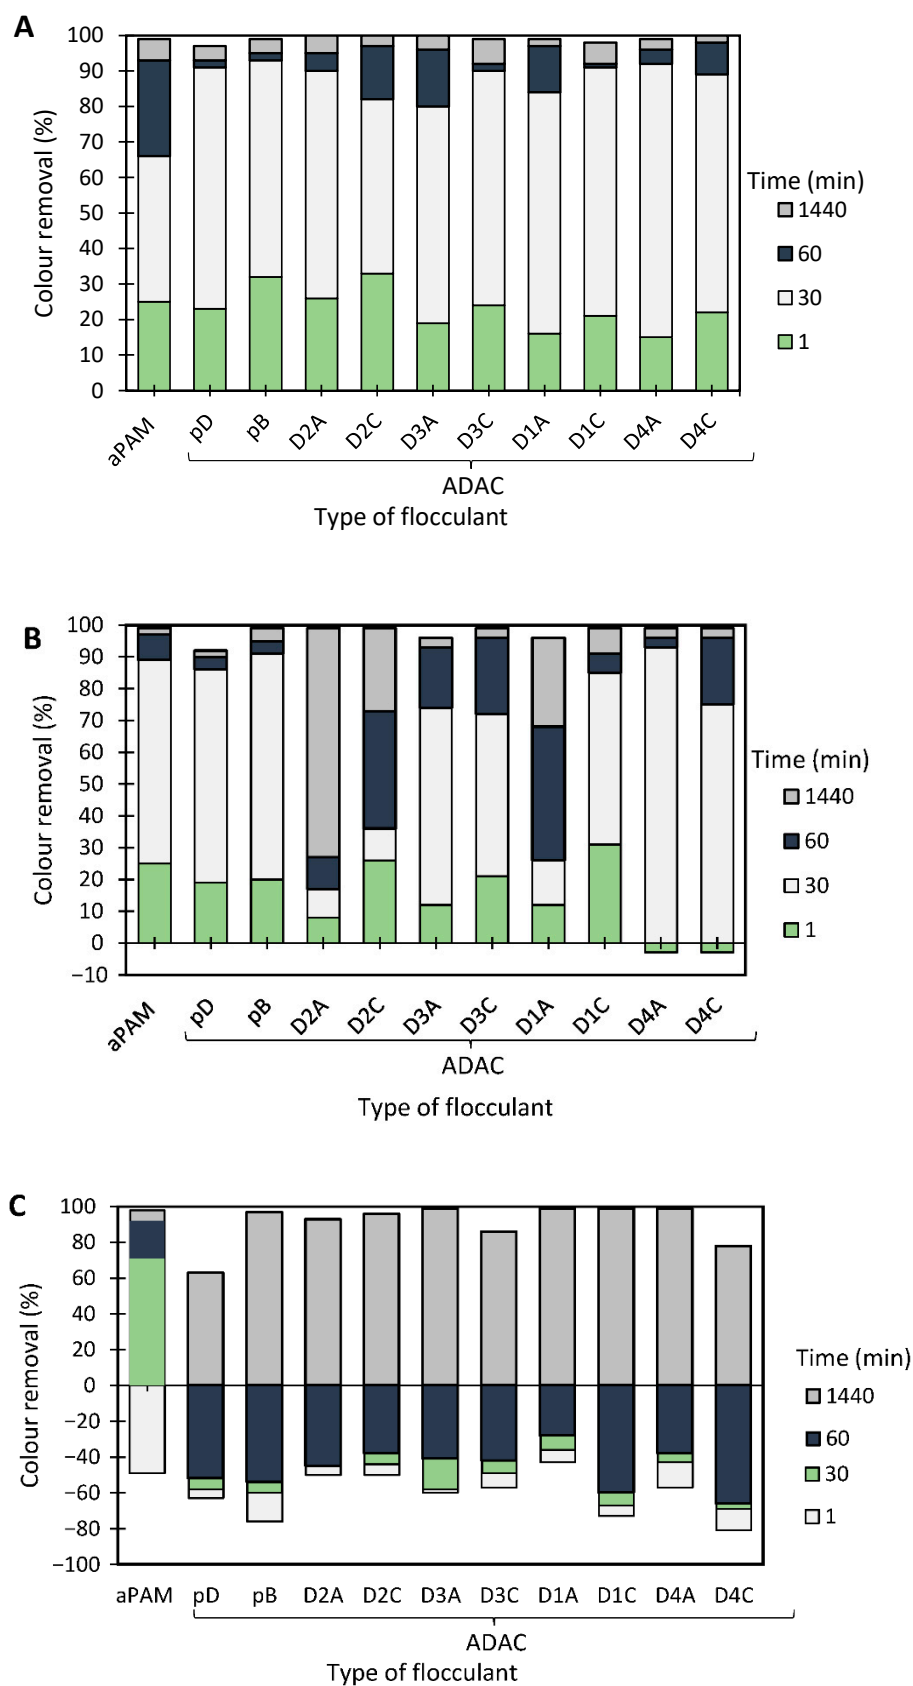 A
Colour removal (%)
100
90
80
70
60
50
40
30
20
10
0
aPAM pD pB D2A D2C D3A D3C D1A D1C D4A D4C
ADAC
Type of flocculant
Time (min)
1440
60
30
1
B
Colour removal (%)
100
90
80
70
60
50
40
30
20
10
0
−10
aPAM pD pB D2A D2C D3A D3C D1A D1C D4A D4C
ADAC
Type of flocculant
Time (min)
1440
60
30
1
C
Colour removal (%)
100
80
60
40
20
0
−20
−40
−60
−80
−100
aPAM pD pB D2A D2C D3A D3C D1A D1C D4A D4C
ADAC
Type of flocculant
Time (min)
1440
60
30
1